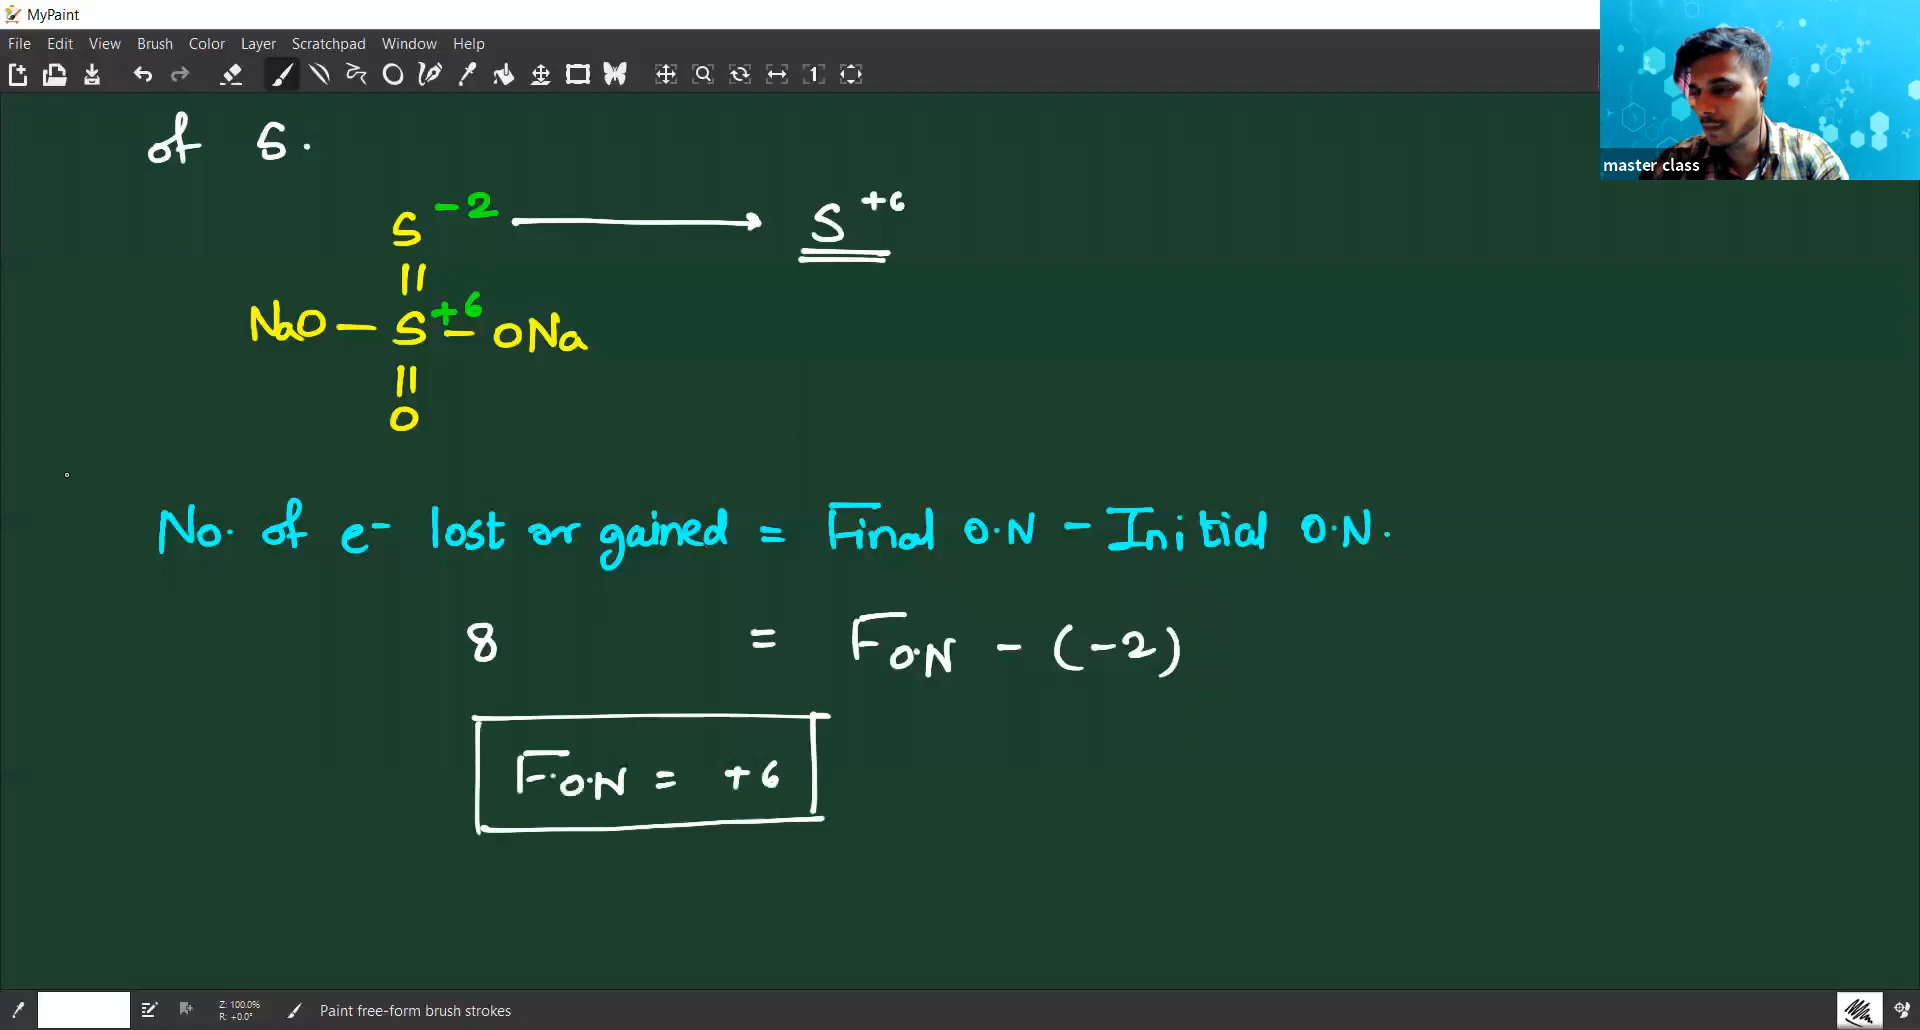 MyPaint
File Edit View Brush Color Layer Scratchpad Window Help
1
master class
of S.
S -2 → S +6
||
NaO — S +6 — ONa
||
O
No. of e- lost or gained = Final O.N - Initial O.N.
8 = F O.N - (-2)
F O.N = +6
Z: 100.0%
R: +0.0°
Paint free-form brush strokes